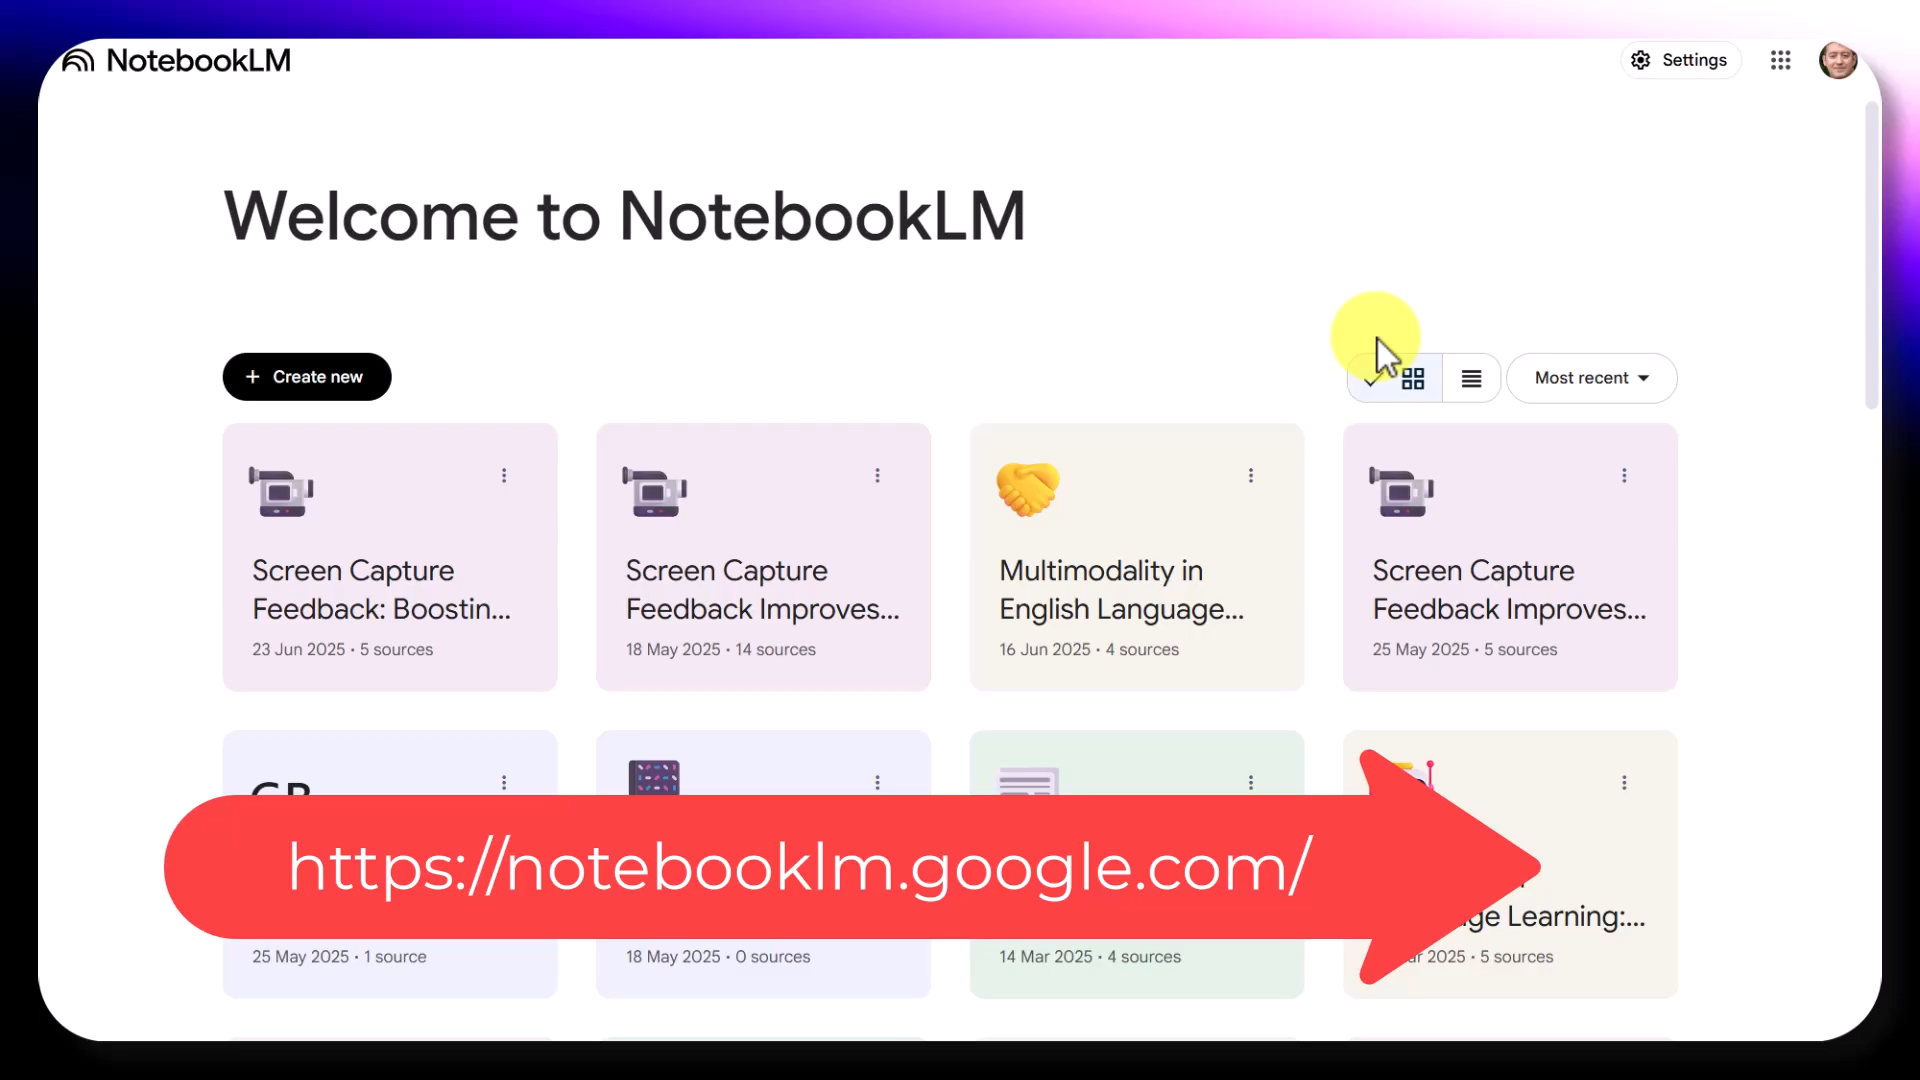 NotebookLM
Settings
Welcome to NotebookLM
+ Create new
Most recent
Screen Capture
Feedback: Boostin...
23 Jun 2025 • 5 sources
Screen Capture
Feedback Improves...
18 May 2025 • 14 sources
Multimodality in
English Language...
16 Jun 2025 • 4 sources
Screen Capture
Feedback Improves...
25 May 2025 • 5 sources
https://notebooklm.google.com/
Learning:...
25 May 2025 • 1 source
18 May 2025 • 0 sources
14 Mar 2025 • 4 sources
2025 • 5 sources